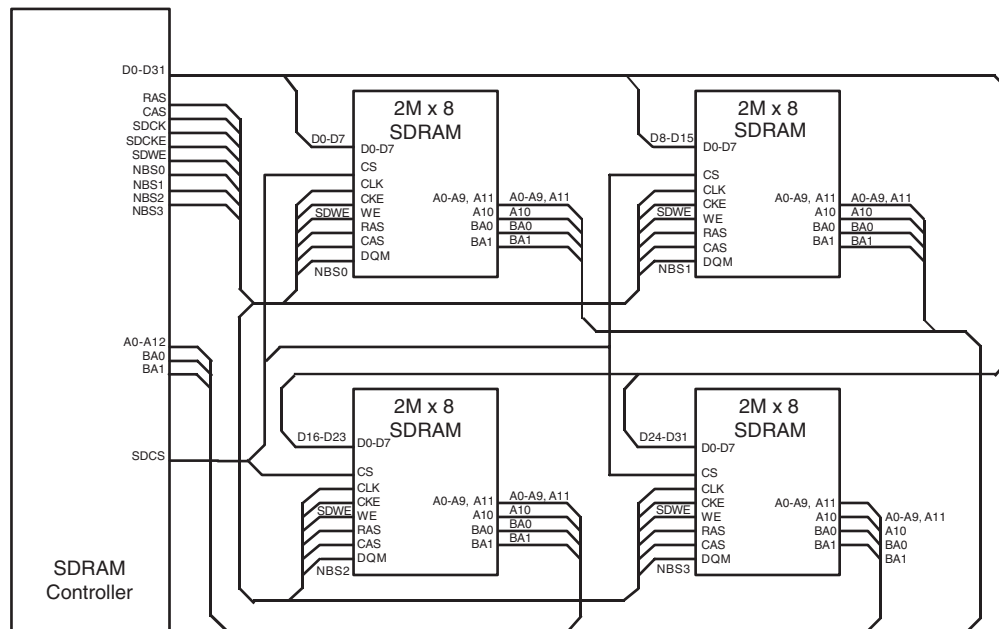 D0-D31
RAS
CAS
SDCK
SDCKE
SDWE
NBS0
NBS1
NBS2
NBS3
A0-A12
BA0
BA1
SDCS
SDRAM
Controller
2M x 8
SDRAM
D0-D7
D0-D7
CS
CLK
CKE
SDWE
WE
RAS
CAS
DQM
NBS0
A0-A9, A11
A10
BA0
BA1
A0-A9, A11
A10
BA0
BA1
2M x 8
SDRAM
D8-D15
D0-D7
CS
CLK
CKE
SDWE
WE
RAS
CAS
DQM
NBS1
A0-A9, A11
A10
BA0
BA1
A0-A9, A11
A10
BA0
BA1
2M x 8
SDRAM
D16-D23
D0-D7
CS
CLK
CKE
SDWE
WE
RAS
CAS
DQM
NBS2
A0-A9, A11
A10
BA0
BA1
A0-A9, A11
A10
BA0
BA1
2M x 8
SDRAM
D24-D31
D0-D7
CS
CLK
CKE
SDWE
WE
RAS
CAS
DQM
NBS3
A0-A9, A11
A10
BA0
BA1
A0-A9, A11
A10
BA0
BA1